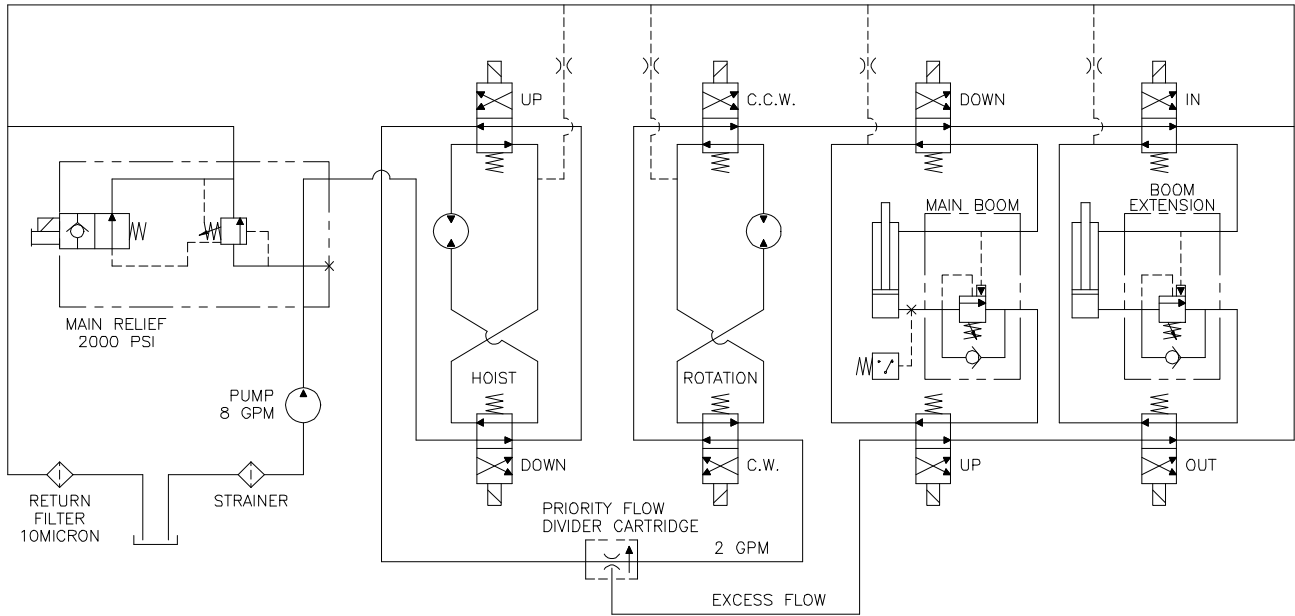 UP
C.C.W.
DOWN
IN
MAIN BOOM
BOOM
EXTENSION
MAIN RELIEF
2000 PSI
HOIST
ROTATION
PUMP
8 GPM
DOWN
C.W.
UP
OUT
RETURN
FILTER
10MICRON
STRAINER
PRIORITY FLOW
DIVIDER CARTRIDGE
2 GPM
EXCESS FLOW